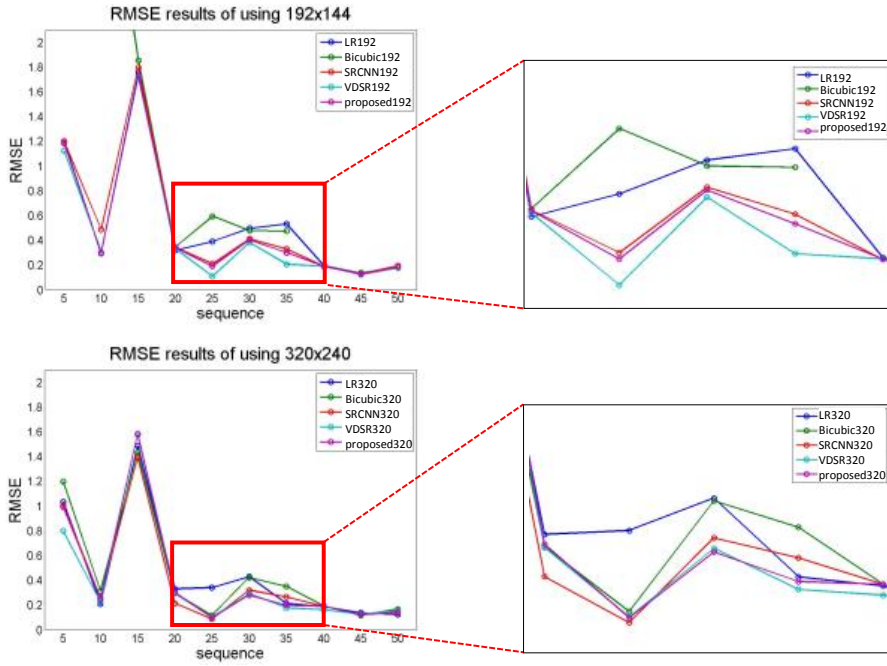 RMSE results of using 192x144
2
1.8
1.6
1.4
1.2
1
0.8
0.6
0.4
0.2
0
RMSE
LR192
Bicubic192
SRCNN192
VDSR192
proposed192
5 10 15 20 25 30 35 40 45 50
sequence
LR192
Bicubic192
SRCNN192
VDSR192
proposed192
RMSE results of using 320x240
2
1.8
1.6
1.4
1.2
1
0.8
0.6
0.4
0.2
0
RMSE
LR320
Bicubic320
SRCNN320
VDSR320
proposed320
5 10 15 20 25 30 35 40 45 50
sequence
LR320
Bicubic320
SRCNN320
VDSR320
proposed320